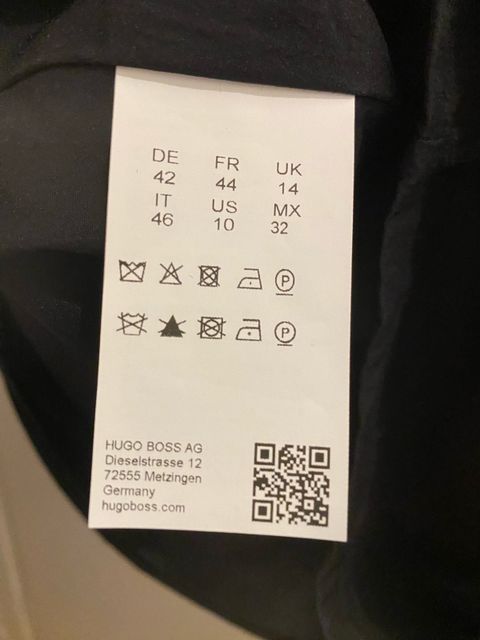 DE FR UK
42 44 14
IT US MX
46 10 32
P
P
HUGO BOSS AG
Dieselstrasse 12
72555 Metzingen
Germany
hugoboss.com